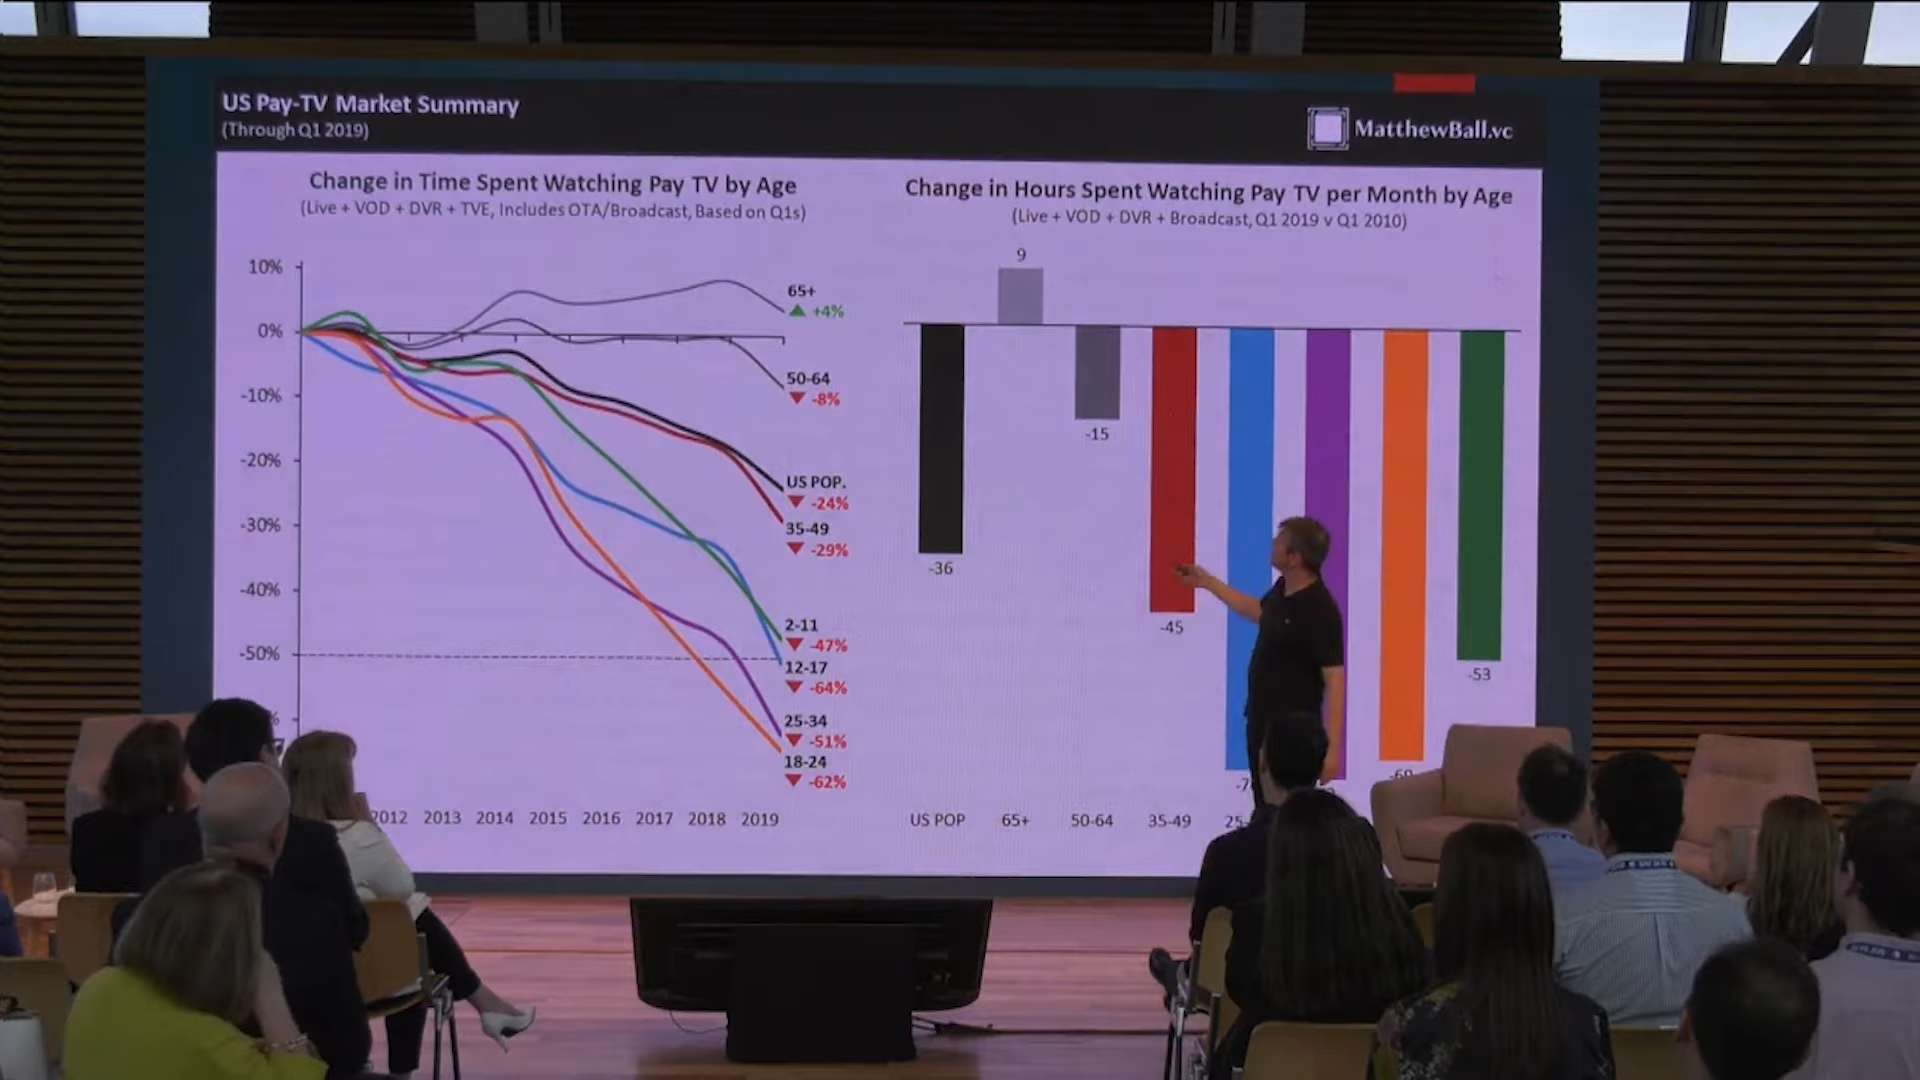 US Pay-TV Market Summary
(Through Q1 2019)
MatthewBall.vc
Change in Time Spent Watching Pay TV by Age
(Live + VOD + DVR + TVE, Includes OTA/Broadcast, Based on Q1s)
10%
0%
-10%
-20%
-30%
-40%
-50%
%
65+
+4%
50-64
-8%
US POP.
-24%
35-49
-29%
2-11
-47%
12-17
-64%
25-34
-51%
18-24
-62%
2012 2013 2014 2015 2016 2017 2018 2019
Change in Hours Spent Watching Pay TV per Month by Age
(Live + VOD + DVR + Broadcast, Q1 2019 v Q1 2010)
9
-15
-36
-45
-53
-69
US POP 65+ 50-64 35-49 25-